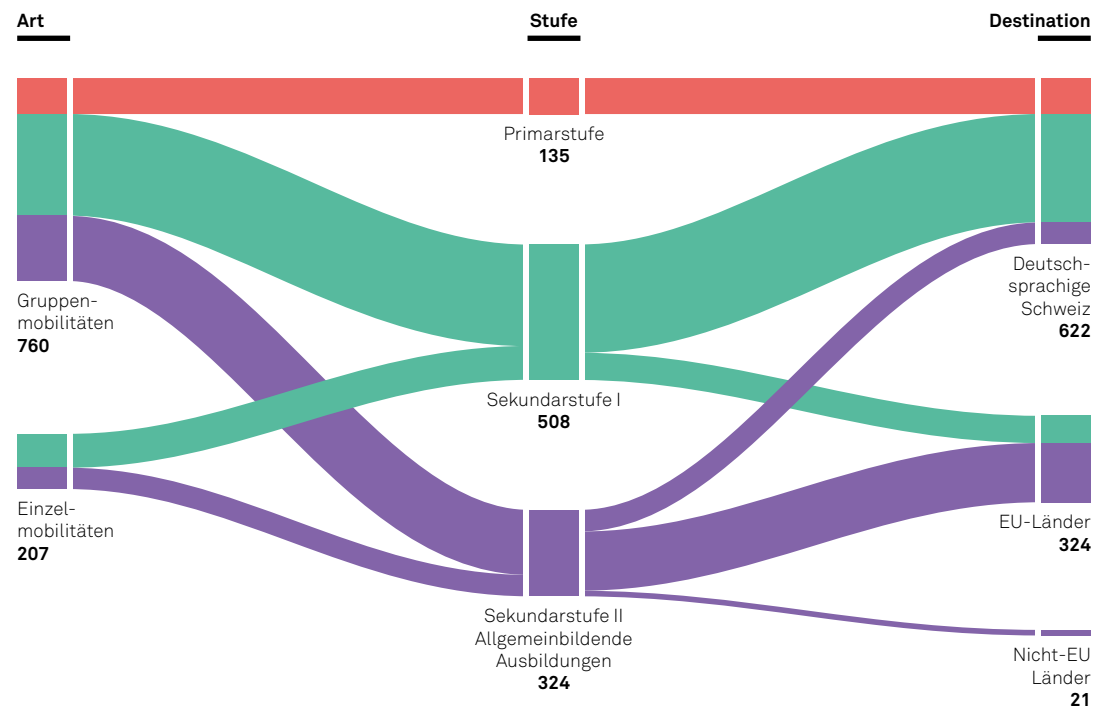 Art
Stufe
Destination
Primarstufe
135
Deutsch-
sprachige
Schweiz
622
Gruppen-
mobilitäten
760
Sekundarstufe I
508
Einzel-
mobilitäten
207
EU-Länder
324
Sekundarstufe II
Allgemeinbildende
Ausbildungen
324
Nicht-EU
Länder
21